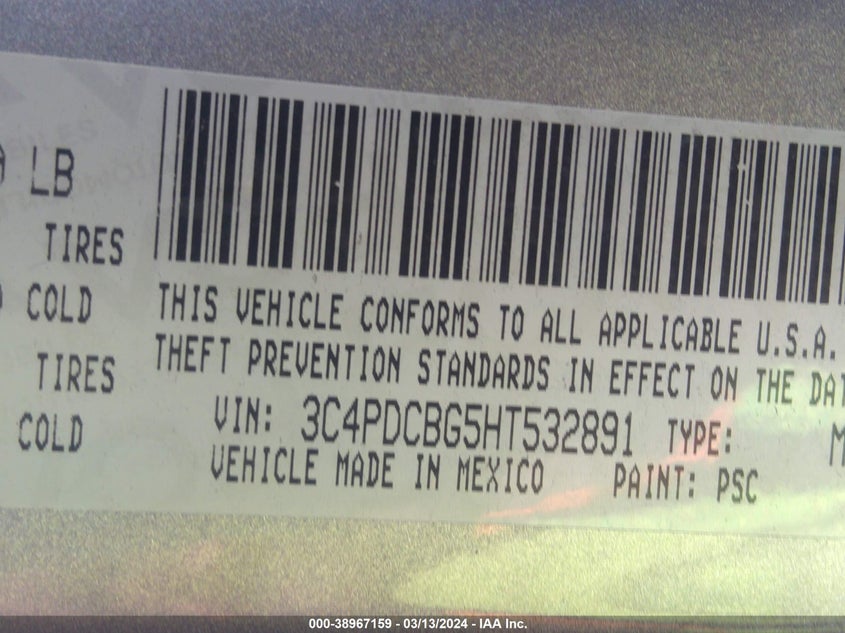 LB
TIRES
COLD
TIRES
COLD
THIS VEHICLE CONFORMS TO ALL APPLICABLE U.S.A.
THEFT PREVENTION STANDARDS IN EFFECT ON THE DAT
VIN: 3C4PDCBG5HT532891 TYPE: M
VEHICLE MADE IN MEXICO PAINT: PSC
000-38967159 - 03/13/2024 - IAA Inc.